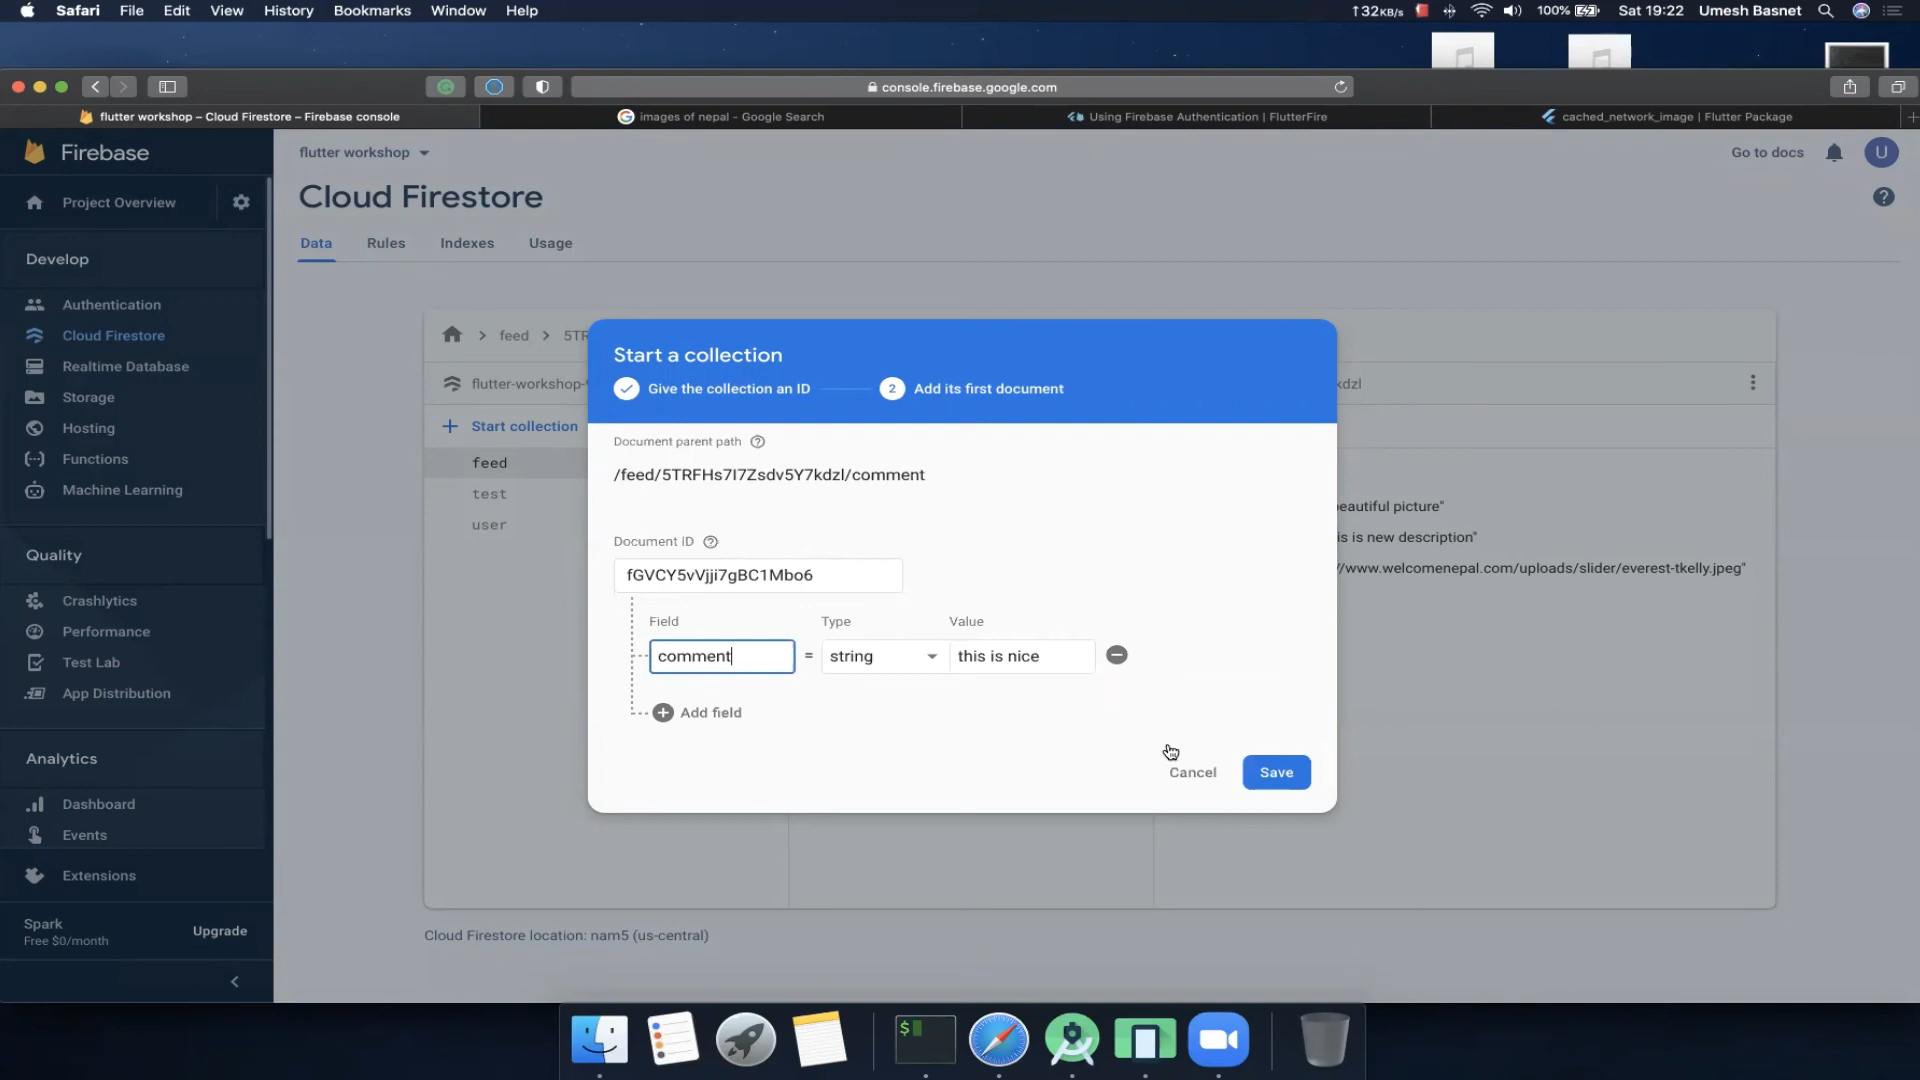 Safari File Edit View History Bookmarks Window Help
↑32KB/s 100% Sat 19:22 Umesh Basnet
console.firebase.google.com
flutter workshop – Cloud Firestore – Firebase console
images of nepal - Google Search
Using Firebase Authentication | FlutterFire
cached_network_image | Flutter Package
Firebase
flutter workshop
Go to docs
U
Project Overview
Cloud Firestore
?
Data Rules Indexes Usage
Develop
Authentication
Cloud Firestore
Realtime Database
Storage
Hosting
Functions
Machine Learning
Quality
Crashlytics
Performance
Test Lab
App Distribution
Analytics
Dashboard
Events
Extensions
Spark
Free $0/month
Upgrade
> feed > 5TR
flutter-workshop-
kdzl
+ Start collection
feed
test
user
eautiful picture"
is is new description"
//www.welcomenepal.com/uploads/slider/everest-tkelly.jpeg"
Start a collection
Give the collection an ID
2 Add its first document
Document parent path ?
/feed/5TRFHs7I7Zsdv5Y7kdzl/comment
Document ID ?
fGVCY5vVjji7gBC1Mbo6
Field Type Value
comment = string this is nice
Add field
Cancel Save
Cloud Firestore location: nam5 (us-central)
$